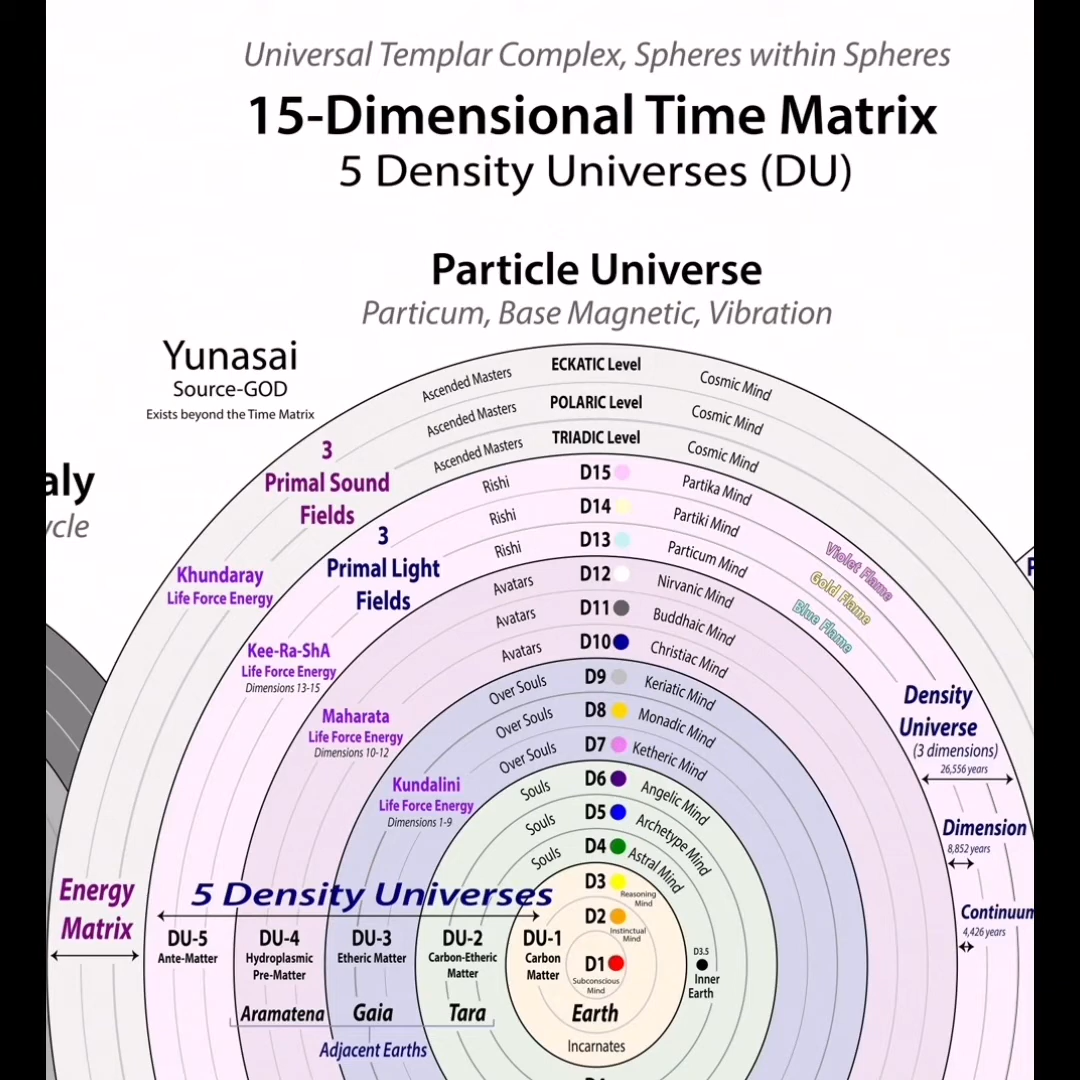 Universal Templar Complex, Spheres within Spheres
15-Dimensional Time Matrix
5 Density Universes (DU)
Particle Universe
Particum, Base Magnetic, Vibration
Yunasai
Source-GOD
Exists beyond the Time Matrix
aly
cle
3
Primal Sound
Fields
3
Primal Light
Fields
Khundaray
Life Force Energy
Kee-Ra-ShA
Life Force Energy
Dimensions 13-15
Maharata
Life Force Energy
Dimensions 10-12
Kundalini
Life Force Energy
Dimensions 1-9
Ascended Masters ECKATIC Level Cosmic Mind
Ascended Masters POLARIC Level Cosmic Mind
Ascended Masters TRIADIC Level Cosmic Mind
Rishi D15 Partika Mind
Rishi D14 Partiki Mind
Rishi D13 Particum Mind
Avatars D12 Nirvanic Mind
Avatars D11 Buddhaic Mind
Avatars D10 Christiac Mind
Over Souls D9 Keriatic Mind
Over Souls D8 Monadic Mind
Over Souls D7 Ketheric Mind
Souls D6 Angelic Mind
Souls D5 Archetype Mind
Souls D4 Astral Mind
D3
Reasoning
Mind
D2
Instinctual
Mind
D1
Subconscious
Mind
Earth
Incarnates
D3.5
Inner
Earth
Violet Flame
Gold Flame
Blue Flame
Density
Universe
(3 dimensions)
26,556 years
Dimension
8,852 years
Continuum
4,426 years
Energy
Matrix
5 Density Universes
DU-5
Ante-Matter
DU-4
Hydroplasmic
Pre-Matter
DU-3
Etheric Matter
DU-2
Carbon-Etheric
Matter
DU-1
Carbon
Matter
Aramatena
Gaia
Tara
Adjacent Earths